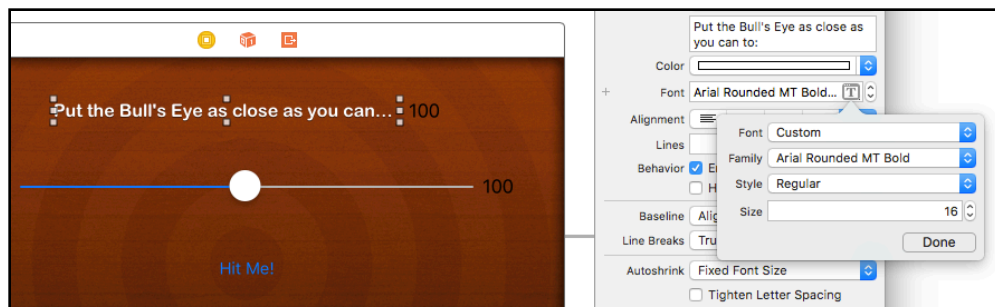 Put the Bull's Eye as close as you can... 100
100
Hit Me!
Put the Bull's Eye as close as
you can to:
Color
Font Arial Rounded MT Bold... T
Alignment
Lines
Behavior
Baseline
Line Breaks
Autoshrink Fixed Font Size
Tighten Letter Spacing
Font Custom
Family Arial Rounded MT Bold
Style Regular
Size 16
Done